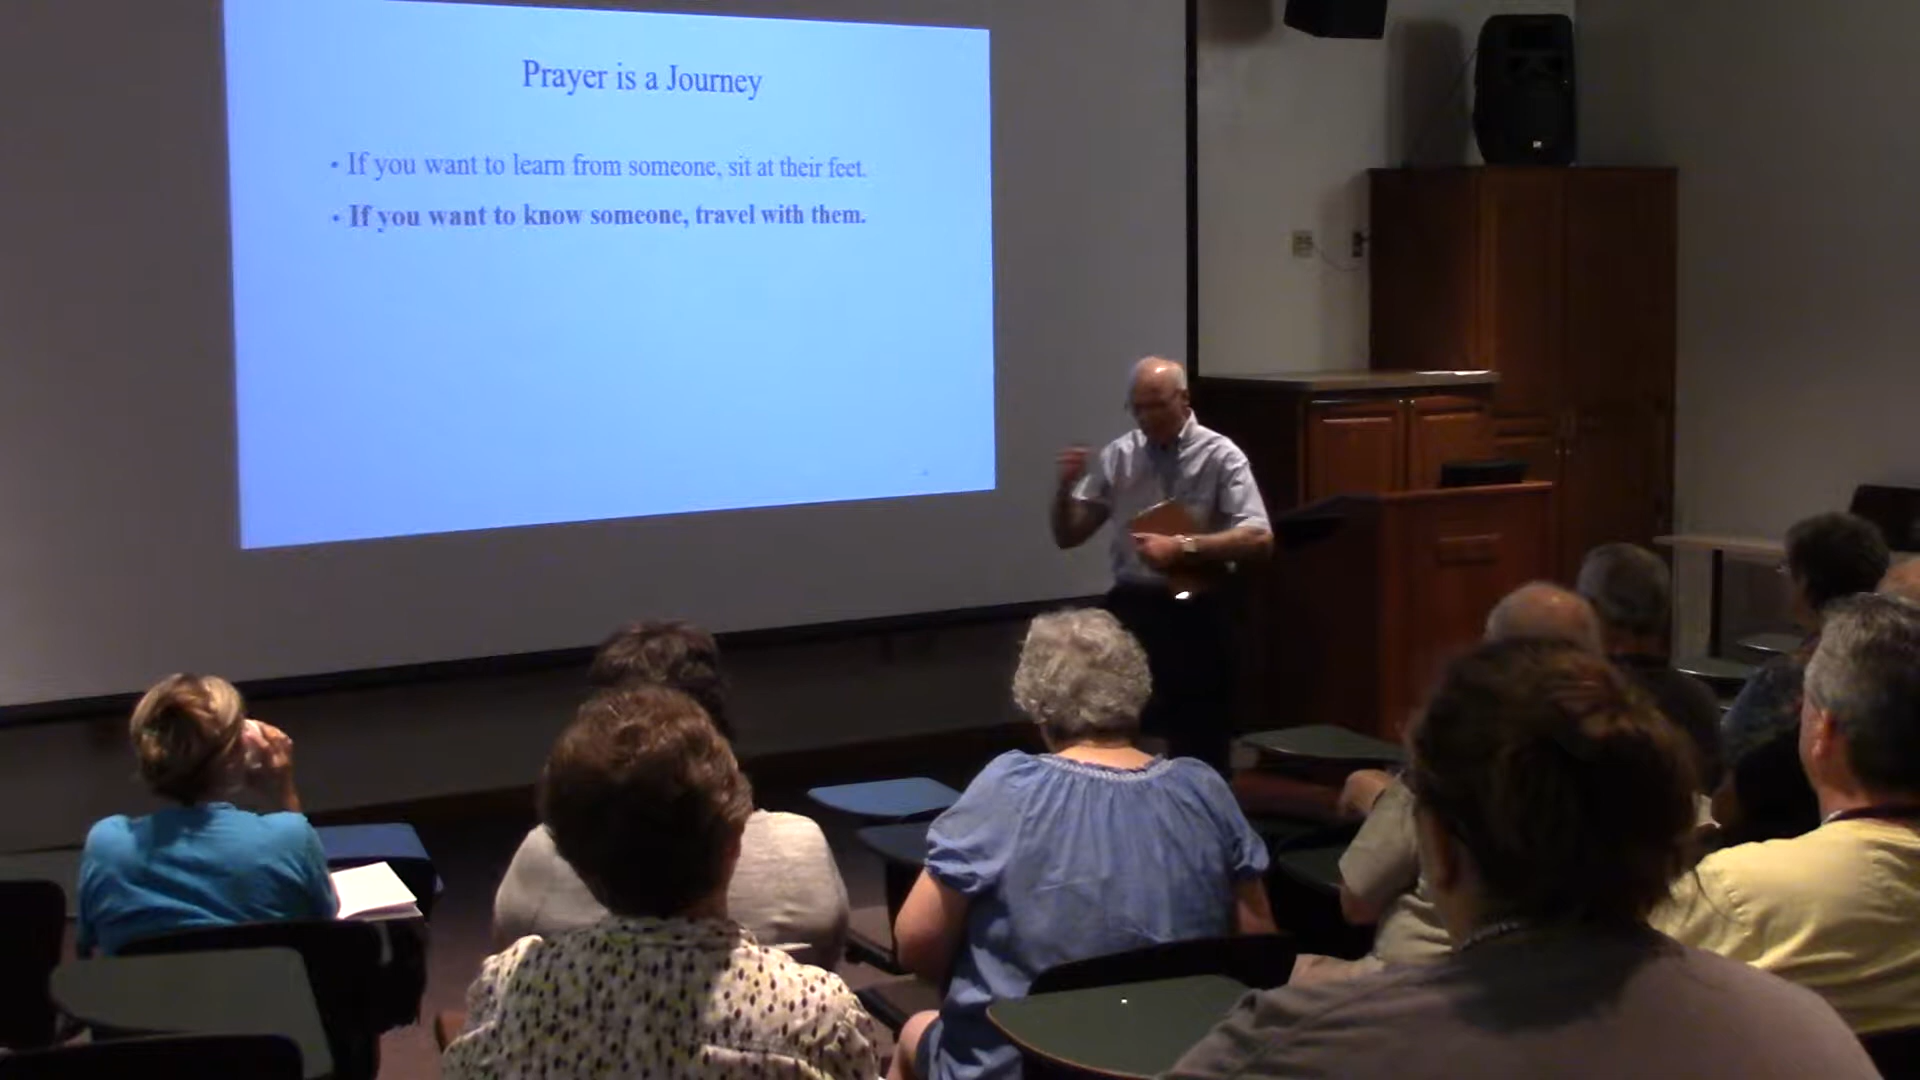 Prayer is a Journey
• If you want to learn from someone, sit at their feet.
• If you want to know someone, travel with them.